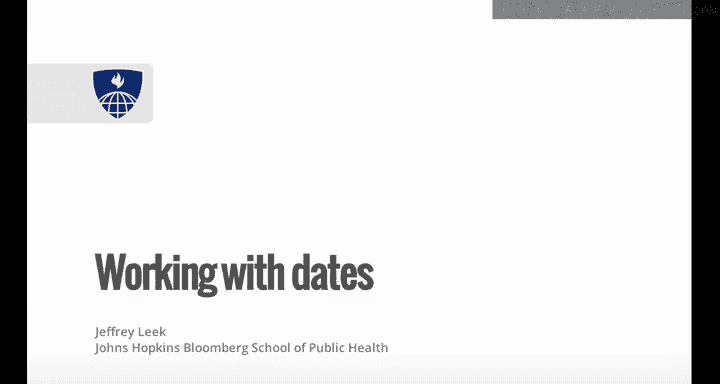 Working with dates
Jeffrey Leek
Johns Hopkins Bloomberg School of Public Health